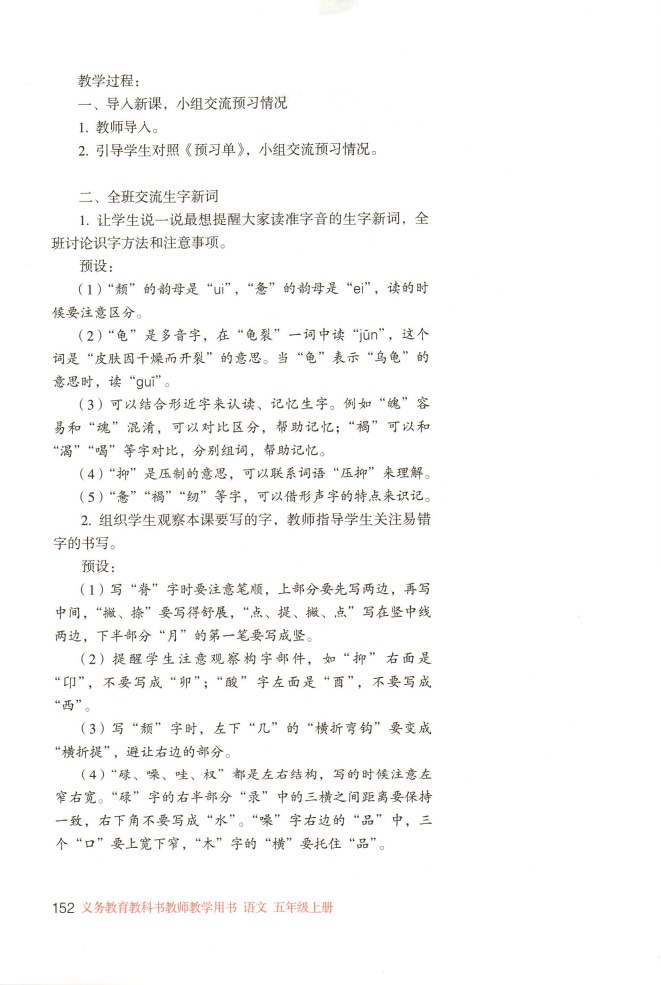 教学过程：
一、导入新课，小组交流预习情况
1. 教师导入。
2. 引导学生对照《预习单》，小组交流预习情况。
二、全班交流生字新词
1. 让学生说一说最想提醒大家读准字音的生字新词，全
班讨论识字方法和注意事项。
预设：
（1）“颓”的韵母是“ui”，“惫”的韵母是“ei”，读的时
候要注意区分。
（2）“龟”是多音字，在“龟裂”一词中读“jūn”，这个
词是“皮肤因干燥而开裂”的意思。当“龟”表示“乌龟”的
意思时，读“guī”。
（3）可以结合形近字来认读、记忆生字。例如“魄”容
易和“魂”混淆，可以对比区分，帮助记忆；“褐”可以和
“渴”“喝”等字对比，分别组词，帮助记忆。
（4）“抑”是压制的意思，可以联系词语“压抑”来理解。
（5）“惫”“褐”“纫”等字，可以借形声字的特点来识记。
2. 组织学生观察本课要写的字，教师指导学生关注易错
字的书写。
预设：
（1）写“脊”字时要注意笔顺，上部分要先写两边，再写
中间，“撇、捺”要写得舒展，“点、提、撇、点”写在竖中线
两边，下半部分“月”的第一笔要写成竖。
（2）提醒学生注意观察构字部件，如“抑”右面是
“卬”，不要写成“卯”；“酸”字左面是“酉”，不要写成
“西”。
（3）写“颓”字时，左下“几”的“横折弯钩”要变成
“横折提”，避让右边的部分。
（4）“碌、嗓、哇、权”都是左右结构，写的时候注意左
窄右宽。“碌”字的右半部分“录”中的三横之间距离要保持
一致，右下角不要写成“水”。“嗓”字右边的“品”中，三
个“口”要上宽下窄，“木”字的“横”要托住“品”。
152 义务教育教科书教师教学用书 语文 五年级上册